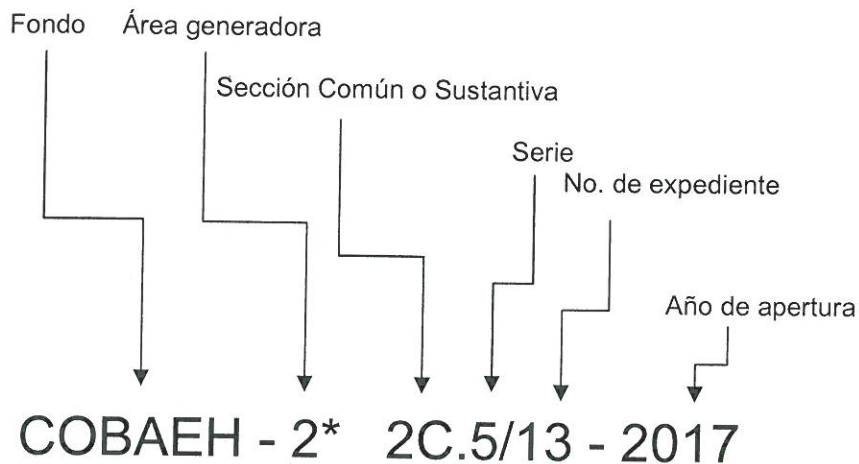 Fondo Área generadora
Sección Común o Sustantiva
Serie
No. de expediente
Año de apertura
COBAEH - 2* 2C.5/13 - 2017